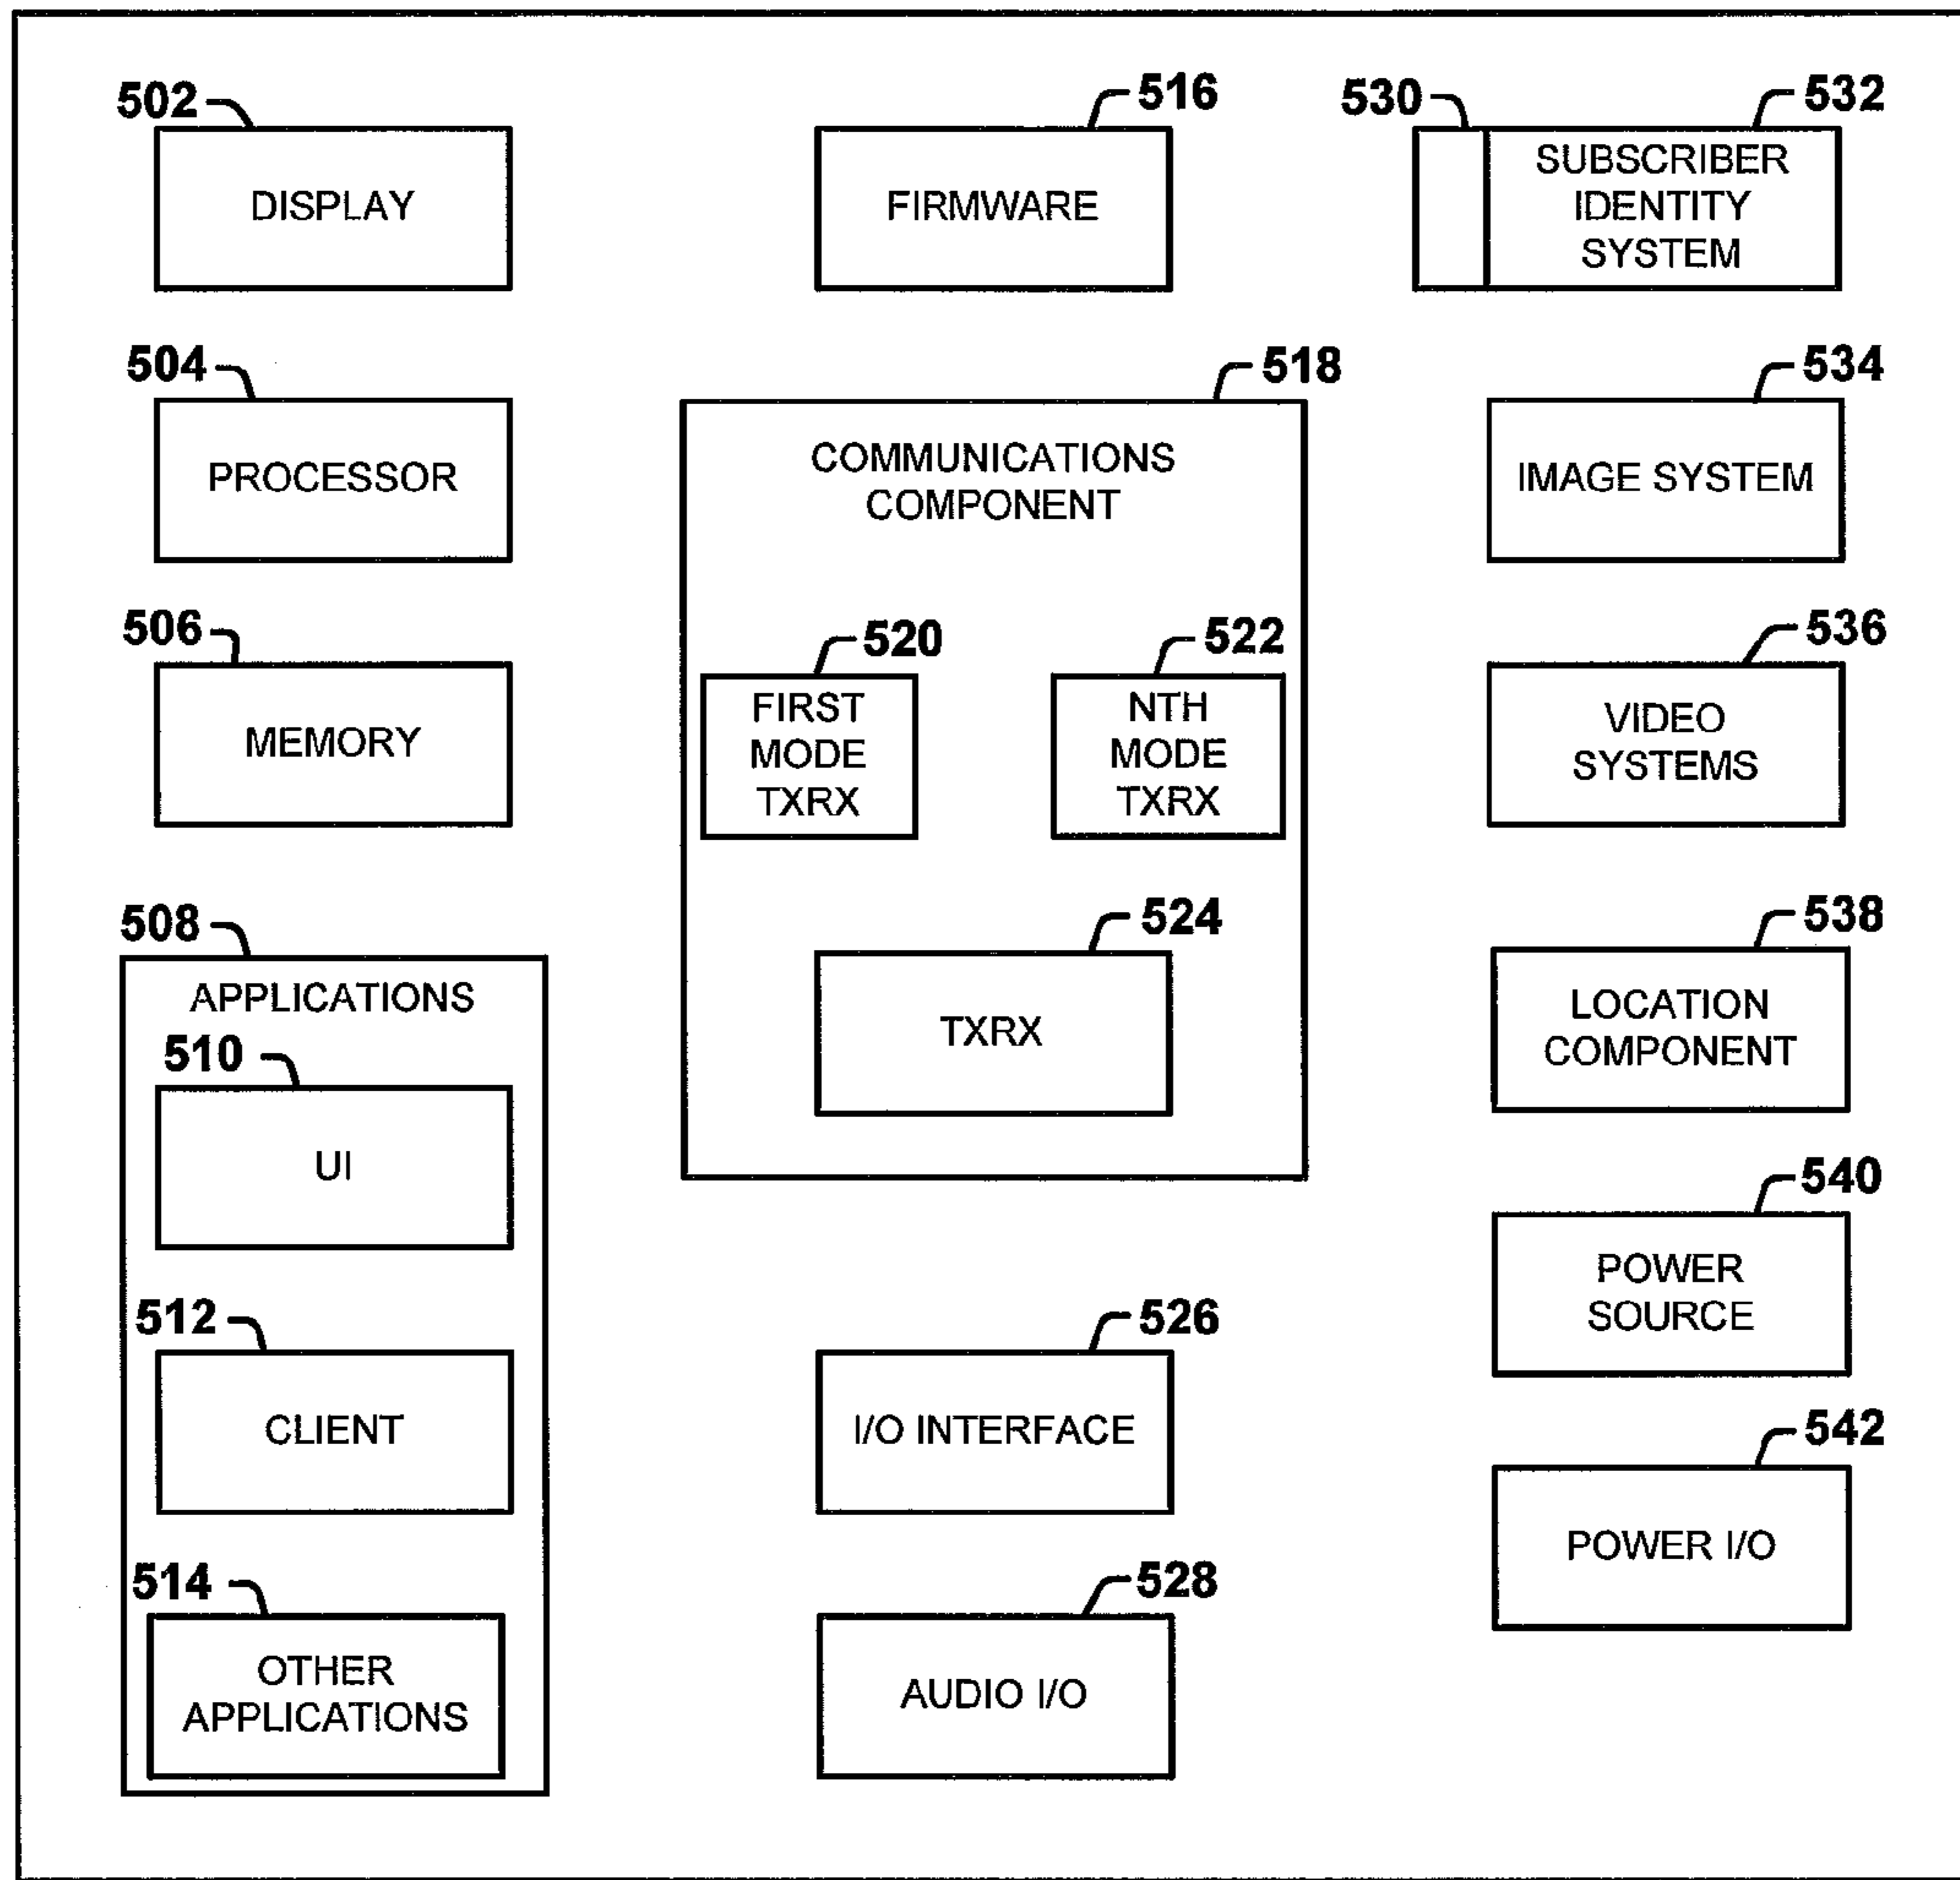 502
DISPLAY
504
PROCESSOR
506
MEMORY
508
APPLICATIONS
510
UI
512
CLIENT
514
OTHER
APPLICATIONS
516
FIRMWARE
518
COMMUNICATIONS
COMPONENT
520
FIRST
MODE
TXRX
522
NTH
MODE
TXRX
524
TXRX
526
I/O INTERFACE
528
AUDIO I/O
530
532
SUBSCRIBER
IDENTITY
SYSTEM
534
IMAGE SYSTEM
536
VIDEO
SYSTEMS
538
LOCATION
COMPONENT
540
POWER
SOURCE
542
POWER I/O